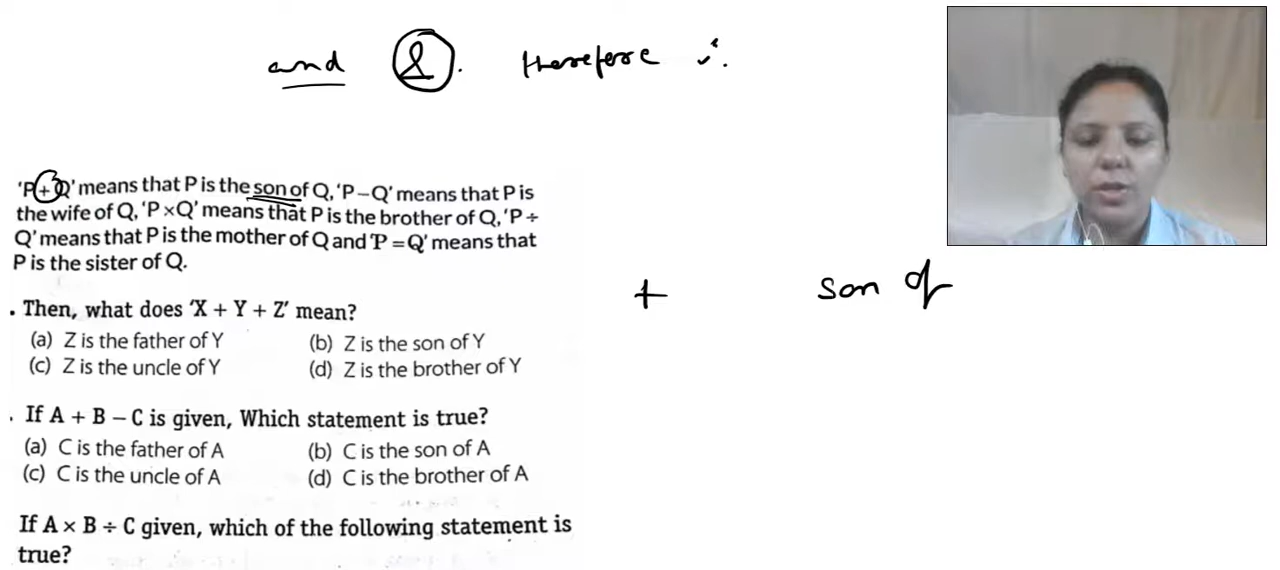 and &. therefore ∴
'P+Q' means that P is the son of Q, 'P – Q' means that P is
the wife of Q, 'P × Q' means that P is the brother of Q, 'P ÷
Q' means that P is the mother of Q and 'P = Q' means that
P is the sister of Q.
. Then, what does 'X + Y + Z' mean?
(a) Z is the father of Y (b) Z is the son of Y
(c) Z is the uncle of Y (d) Z is the brother of Y
. If A + B – C is given, Which statement is true?
(a) C is the father of A (b) C is the son of A
(c) C is the uncle of A (d) C is the brother of A
If A × B ÷ C given, which of the following statement is
true?
+ son of